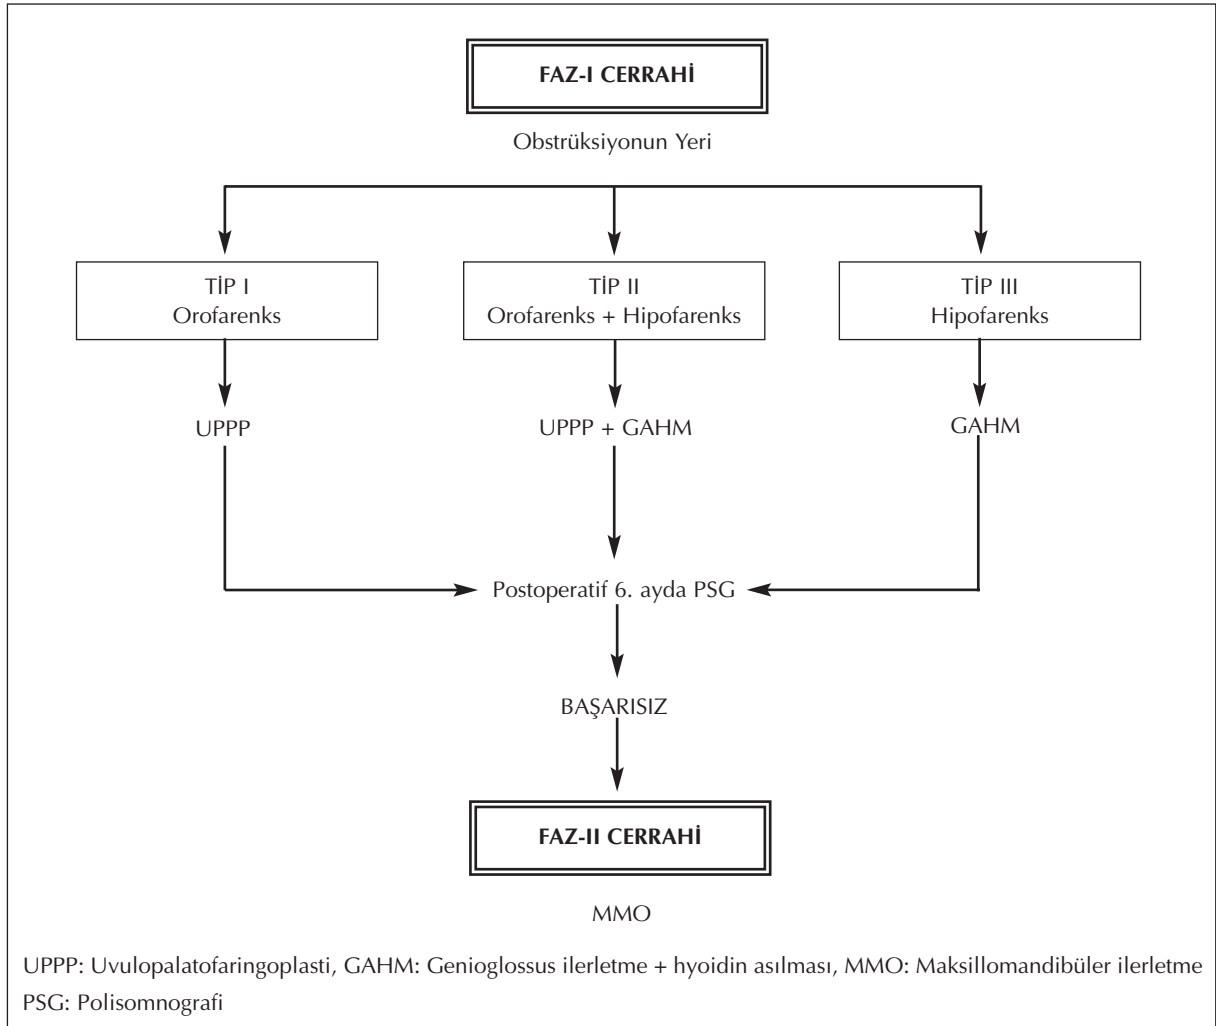 FAZ-I CERRAHİ
Obstrüksiyonun Yeri
TİP I
Orofarenks
TİP II
Orofarenks + Hipofarenks
TİP III
Hipofarenks
UPPP
UPPP + GAHM
GAHM
Postoperatif 6. ayda PSG
BAŞARISIZ
FAZ-II CERRAHİ
MMO
UPPP: Uvulopalatofaringoplasti, GAHM: Genioglossus ilerletme + hyoidin asılması, MMO: Maksillomandibüler ilerletme
PSG: Polisomnografi